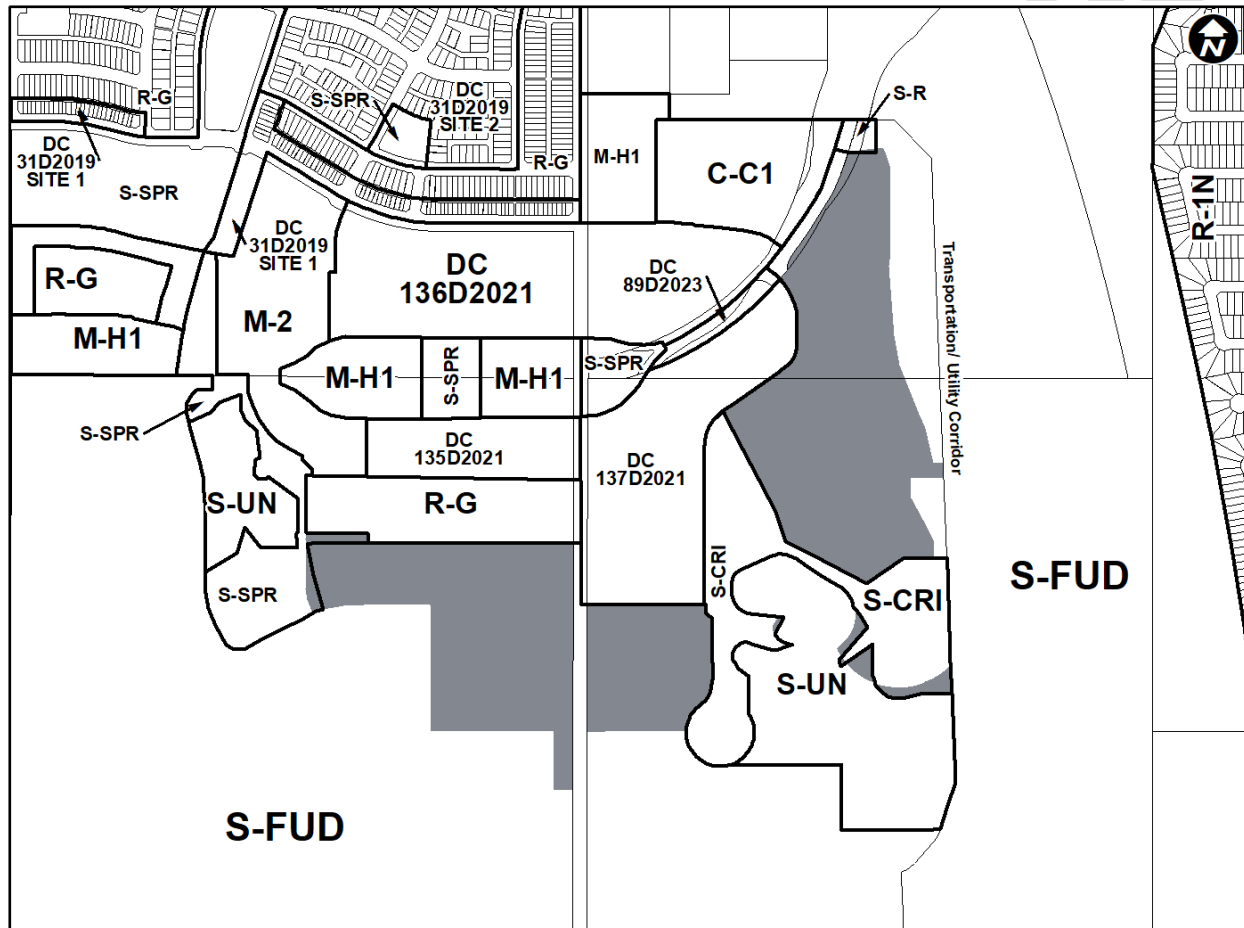 N
S-R
DC
31D2019
SITE 2
S-SPR
R-G
DC
31D2019
SITE 1
S-SPR
R-G
M-H1
C-C1
R-1N
DC
31D2019
SITE 1
R-G
M-H1
M-2
DC
136D2021
DC
89D2023
Transportation/ Utility Corridor
M-H1
S-SPR
M-H1
S-SPR
S-SPR
DC
135D2021
DC
137D2021
S-UN
R-G
S-SPR
S-CRI
S-CRI
S-FUD
S-UN
S-FUD